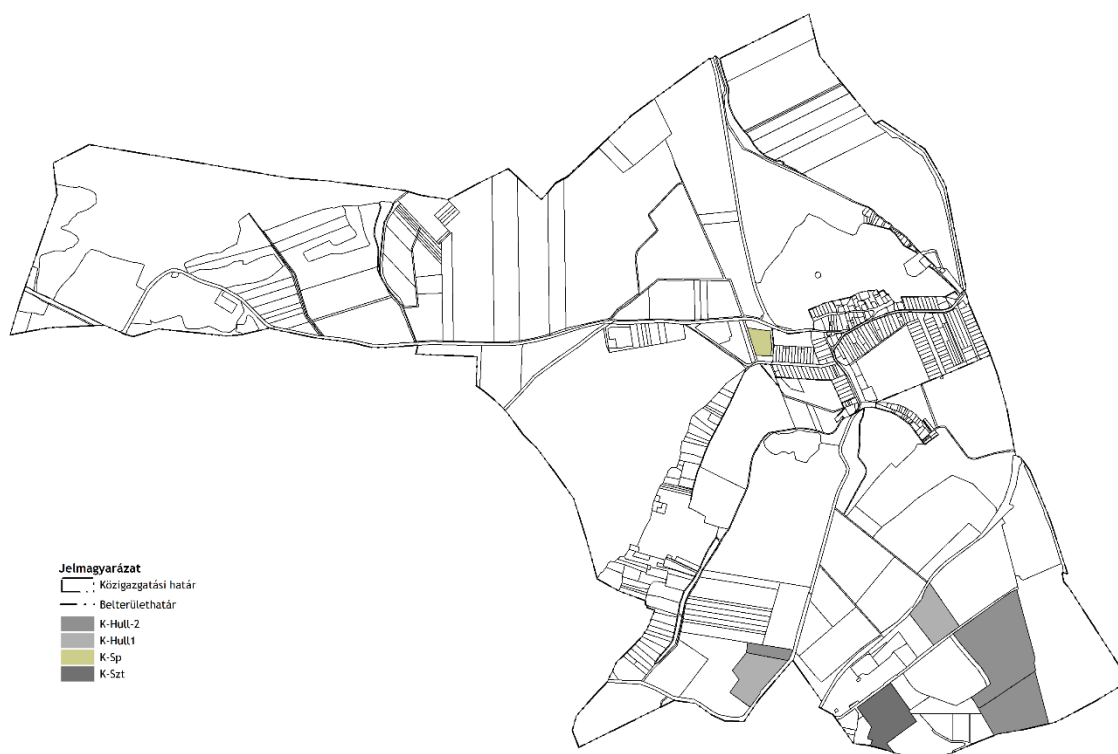 Jelmagyarázat
Közigazgatási határ
Belterülethatár
K-Hull-2
K-Hull1
K-Sp
K-Szt